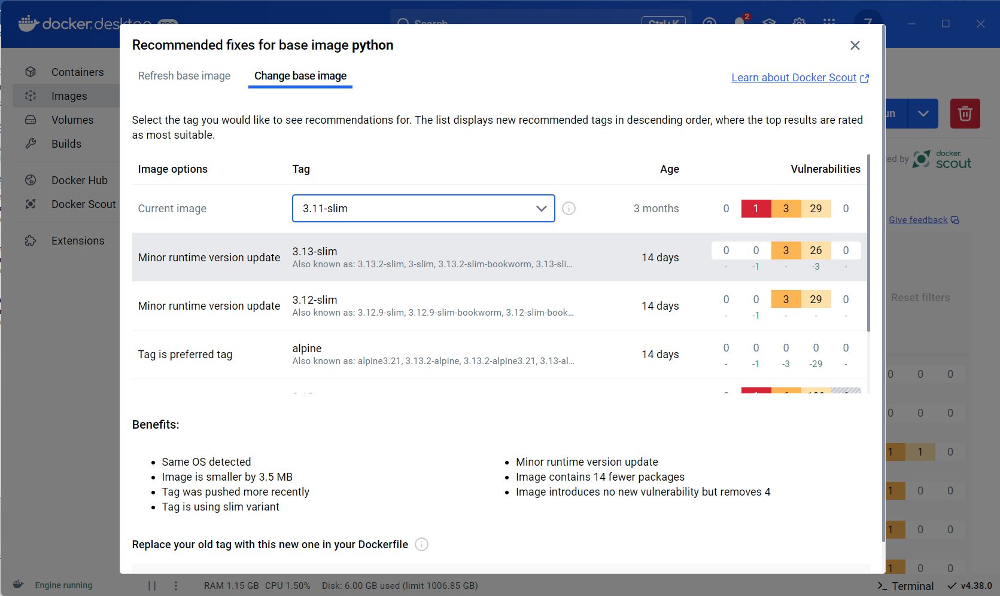 docker.desktop PRO
Search
Ctrl+K
2
Recommended fixes for base image python
Refresh base image
Change base image
Learn about Docker Scout
Containers
Images
Volumes
Builds
Docker Hub
Docker Scout
Extensions
Select the tag you would like to see recommendations for. The list displays new recommended tags in descending order, where the top results are rated
as most suitable.
Image options Tag Age Vulnerabilities
Current image 3.11-slim 3 months 0 1 3 29 0
Minor runtime version update 3.13-slim 14 days 0 0 3 26 0
Also known as: 3.13.2-slim, 3-slim, 3.13.2-slim-bookworm, 3.13-sli… - -1 - -3 -
Minor runtime version update 3.12-slim 14 days 0 0 3 29 0
Also known as: 3.12.9-slim, 3.12.9-slim-bookworm, 3.12-slim-book… - -1 - - -
Tag is preferred tag alpine 14 days 0 0 0 0 0
Also known as: alpine3.21, 3.13.2-alpine, 3.13.2-alpine3.21, 3.13-al… - -1 -3 -29 -
Benefits:
Same OS detected
Image is smaller by 3.5 MB
Tag was pushed more recently
Tag is using slim variant
Minor runtime version update
Image contains 14 fewer packages
Image introduces no new vulnerability but removes 4
Replace your old tag with this new one in your Dockerfile
un
ed by docker scout
Give feedback
Reset filters
0 0 0
0 0 0
1 1 0
1 0 0
1 0 0
1 0 0
Engine running
RAM 1.15 GB CPU 1.50% Disk: 6.00 GB used (limit 1006.85 GB)
Terminal
v4.38.0